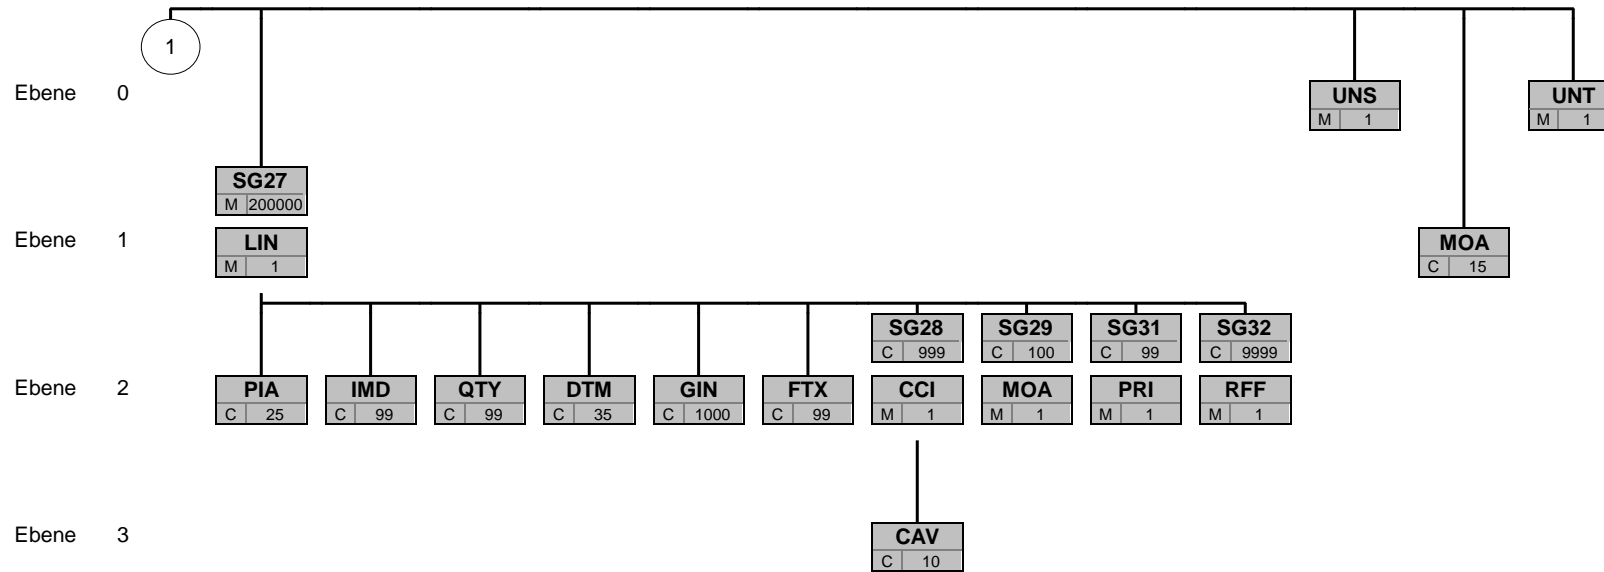 1
Ebene 0
UNS
M 1
UNT
M 1
SG27
M 200000
Ebene 1
LIN
M 1
MOA
C 15
SG28
C 999
SG29
C 100
SG31
C 99
SG32
C 9999
Ebene 2
PIA
C 25
IMD
C 99
QTY
C 99
DTM
C 35
GIN
C 1000
FTX
C 99
CCI
M 1
MOA
M 1
PRI
M 1
RFF
M 1
Ebene 3
CAV
C 10